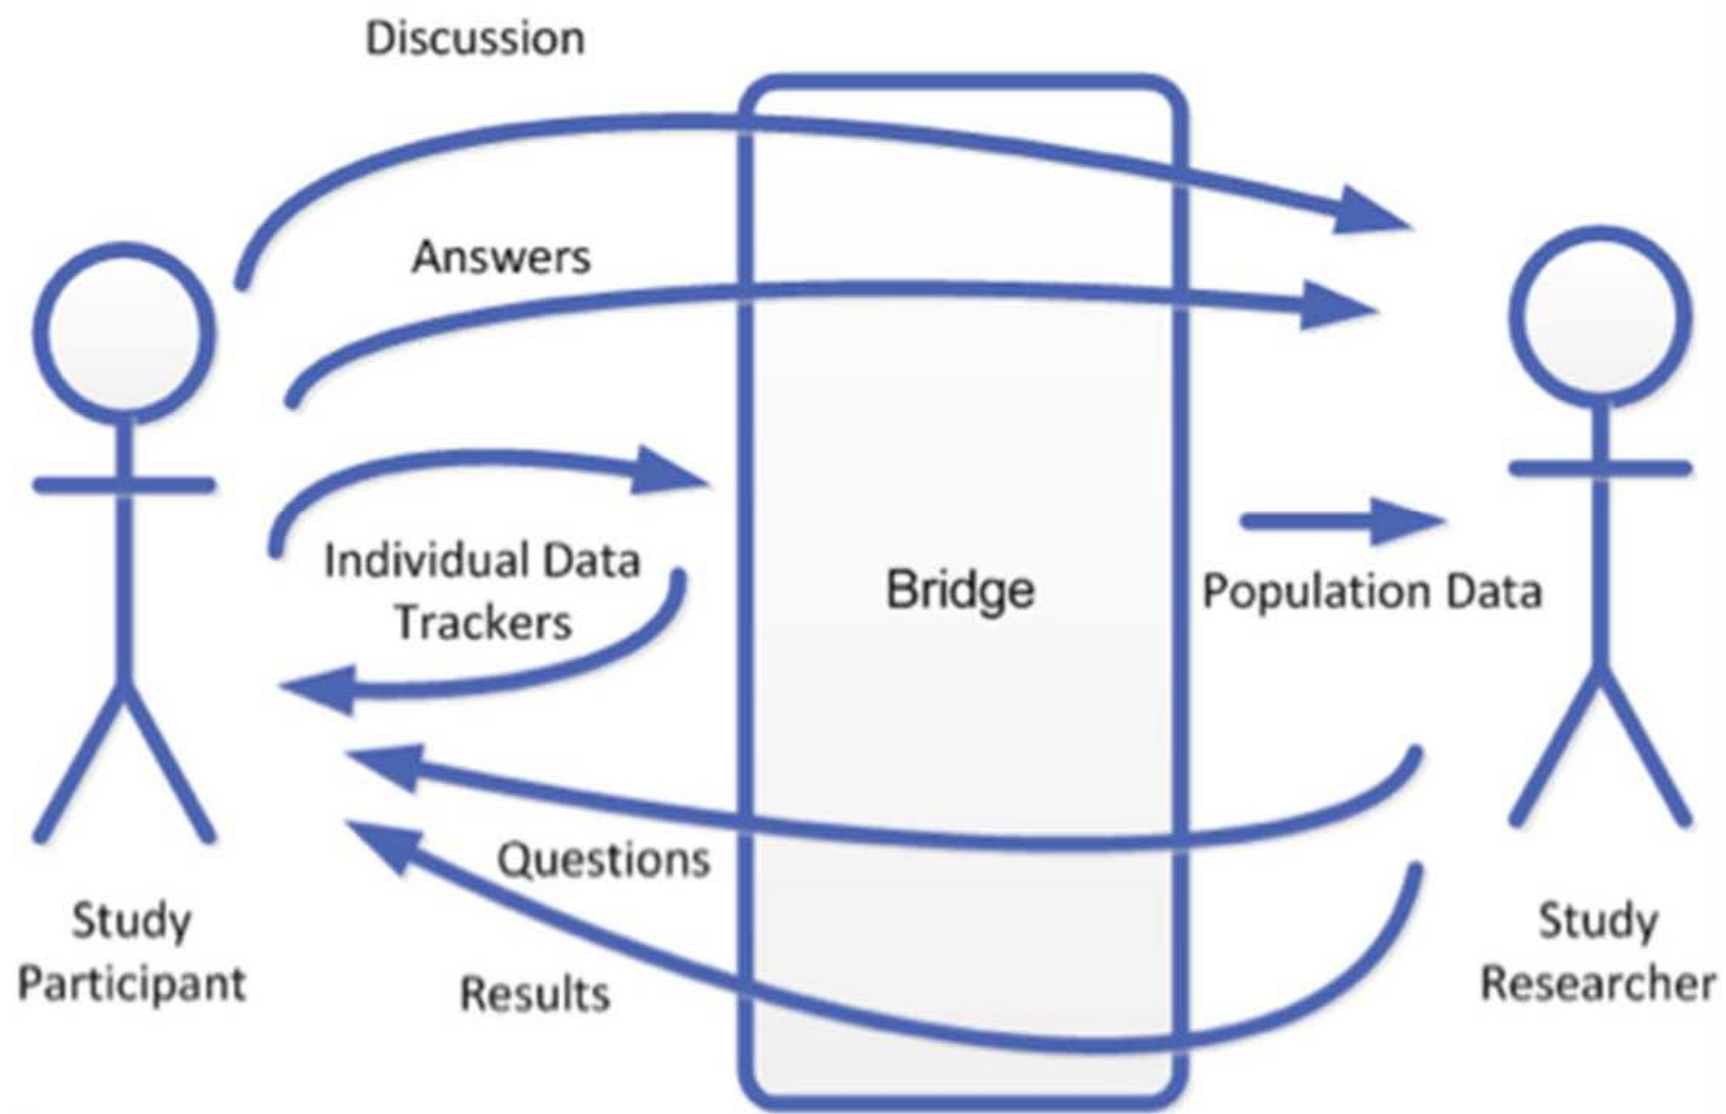 Discussion
Answers
Individual Data
Trackers
Bridge
Population Data
Questions
Results
Study
Participant
Study
Researcher